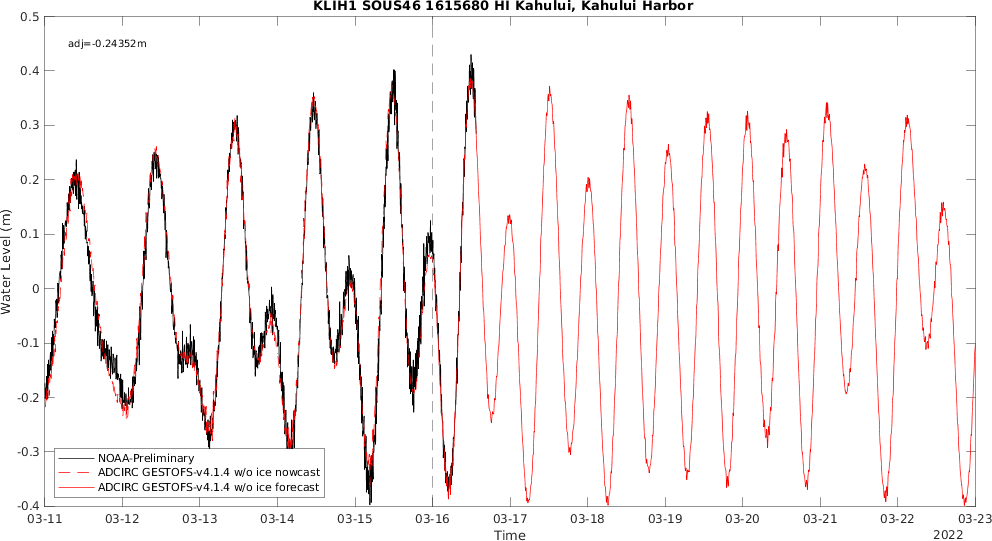 KLIH1 SOUS46 1615680 HI Kahului, Kahului Harbor
adj=-0.24352m
0.5
0.4
0.3
0.2
0.1
0
-0.1
-0.2
-0.3
-0.4
Water Level (m)
NOAA-Preliminary
ADCIRC GESTOFS-v4.1.4 w/o ice nowcast
ADCIRC GESTOFS-v4.1.4 w/o ice forecast
03-11 03-12 03-13 03-14 03-15 03-16 03-17 03-18 03-19 03-20 03-21 03-22 03-23
Time
2022